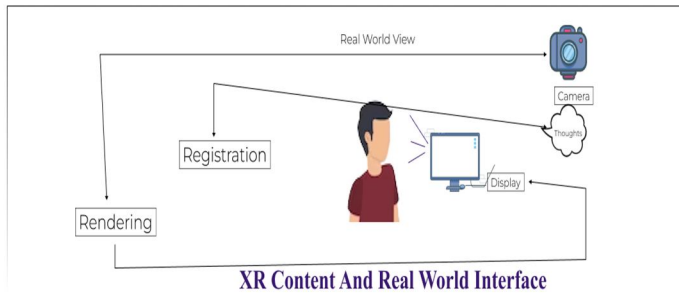 Real World View
Camera
Thoughts
Registration
Display
Rendering
XR Content And Real World Interface